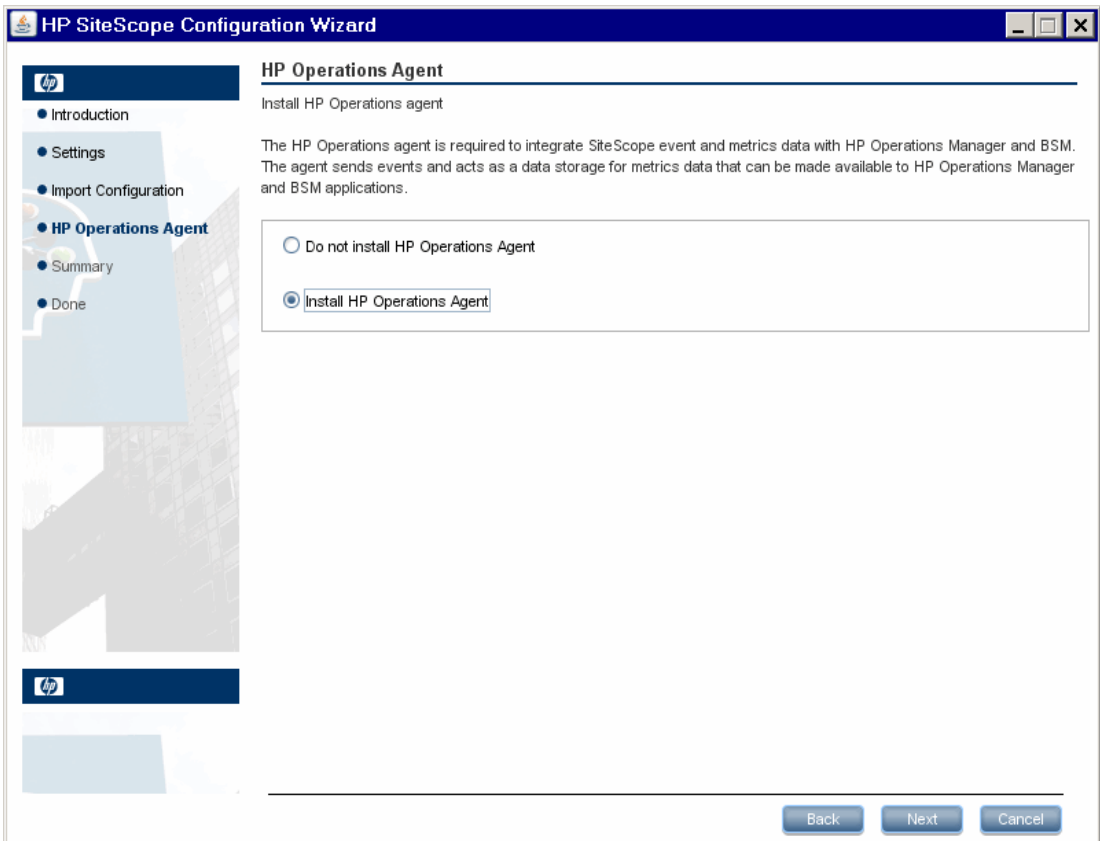 HP SiteScope Configuration Wizard
hp
Introduction
Settings
Import Configuration
HP Operations Agent
Summary
Done
hp
HP Operations Agent
Install HP Operations agent
The HP Operations agent is required to integrate SiteScope event and metrics data with HP Operations Manager and BSM.
The agent sends events and acts as a data storage for metrics data that can be made available to HP Operations Manager
and BSM applications.
Do not install HP Operations Agent
Install HP Operations Agent
Back Next Cancel